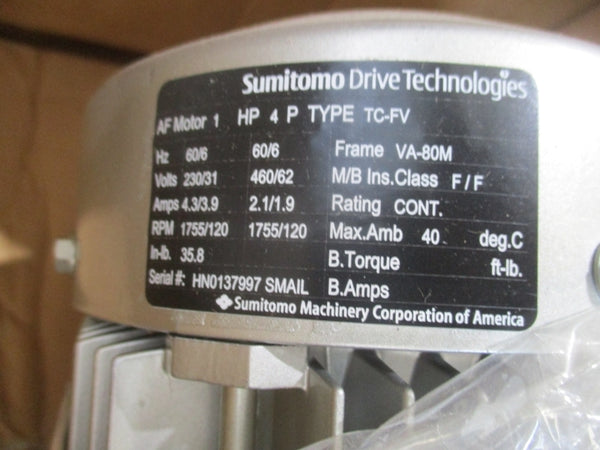 Sumitomo Drive Technologies
AF Motor 1 HP 4 P TYPE TC-FV
Hz 60/6 60/6 Frame VA-80M
Volts 230/31 460/62 M/B Ins.Class F/F
Amps 4.3/3.9 2.1/1.9 Rating CONT.
RPM 1755/120 1755/120 Max.Amb 40 deg.C
In-lb. 35.8 B.Torque ft-lb.
Serial #: HN0137997 SMAIL B.Amps
Sumitomo Machinery Corporation of America